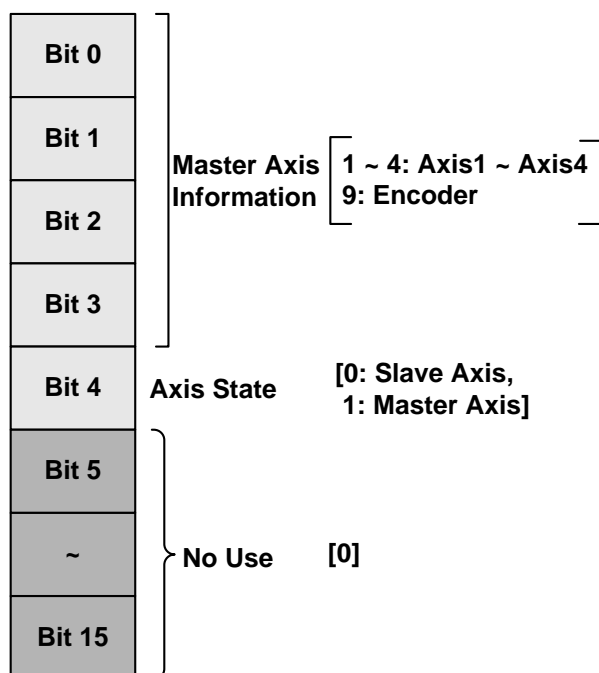 Bit 0
Bit 1
Master Axis
Information
1 ~ 4: Axis1 ~ Axis4
9: Encoder
Bit 2
Bit 3
Bit 4
Axis State
[0: Slave Axis,
1: Master Axis]
Bit 5
~
No Use
[0]
Bit 15